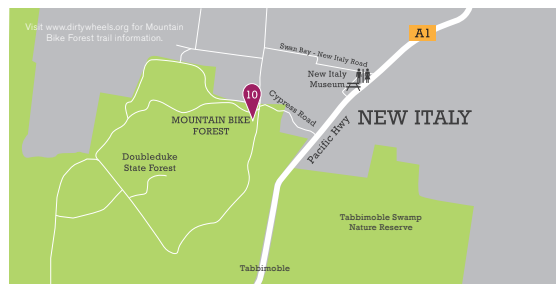 Visit www.dirtywheels.org for Mountain
Bike Forest trail information.
A1
Swan Bay - New Italy Road
New Italy
Museum
10
Cypress Road
MOUNTAIN BIKE
FOREST
NEW ITALY
Pacific Hwy
Doubleduke
State Forest
Tabbimoble Swamp
Nature Reserve
Tabbimoble